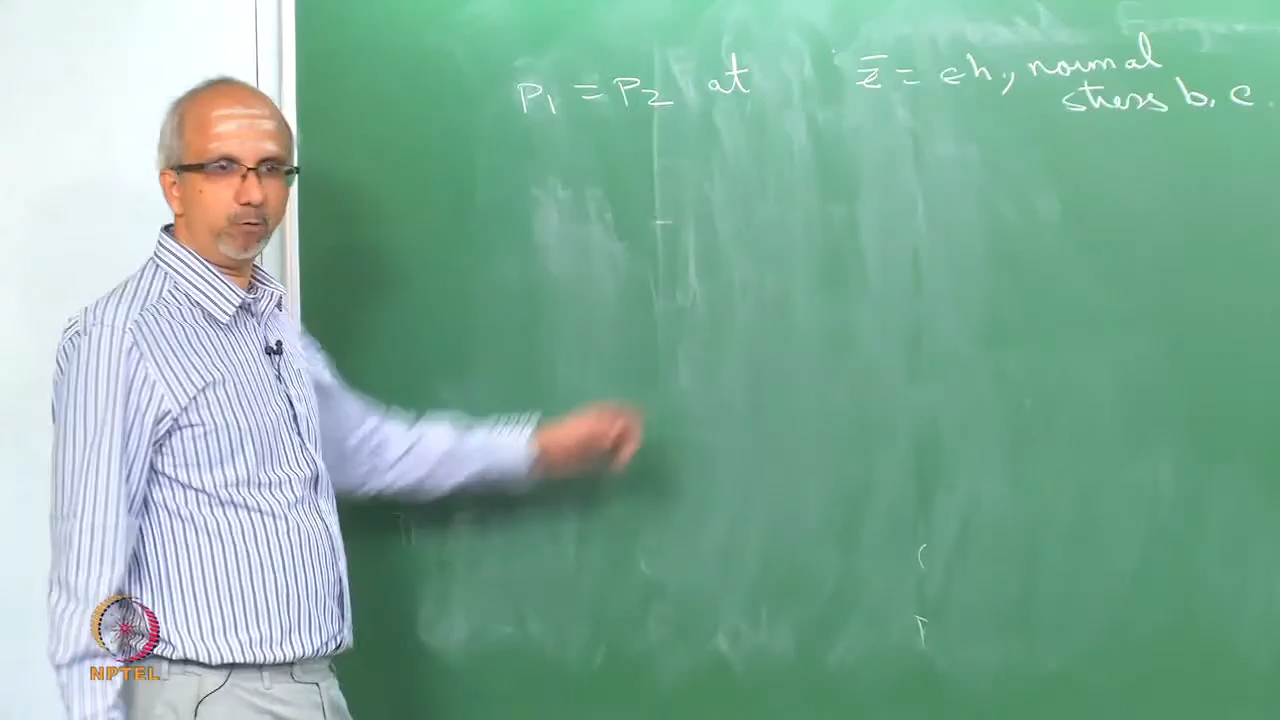 P₁ = P₂ at z̄ = εh, normal
stress b.c.
NPTEL